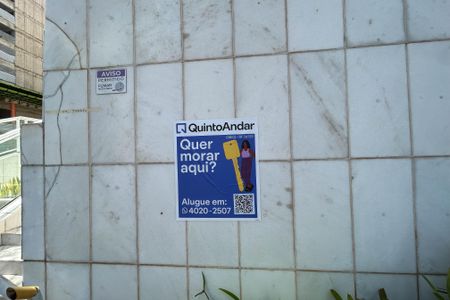 AVISO
QuintoAndar
Quer
morar
aqui?
Alugue em:
4020-2507